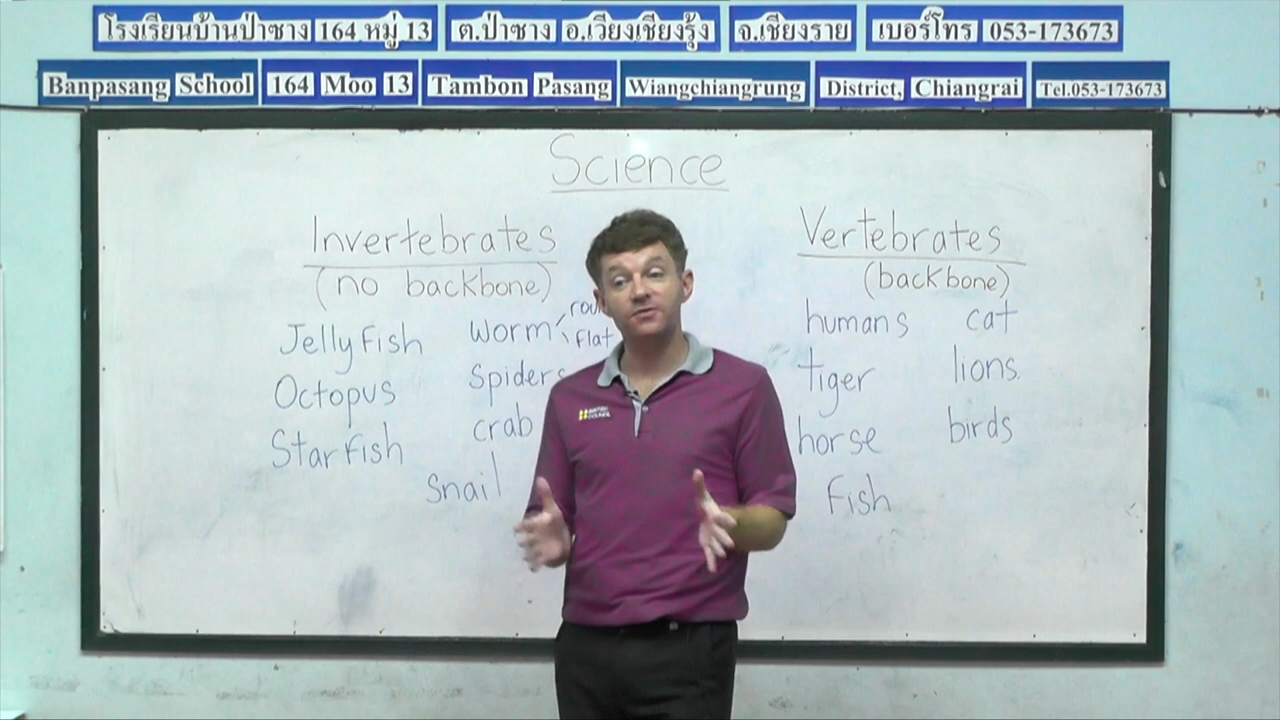 โรงเรียนบ้านป่าซาง 164 หมู่ 13 ต.ป่าซาง อ.เวียงเชียงรุ้ง จ.เชียงราย เบอร์โทร 053-173673
Banpasang School 164 Moo 13 Tambon Pasang Wiangchiangrung District, Chiangrai Tel.053-173673
Science
Invertebrates
(no backbone)
Jellyfish worm
flat
Octopus spiders
Starfish crab
snail
Vertebrates
(backbone)
humans cat
tiger lions.
horse birds
Fish
BRITISH
COUNCIL